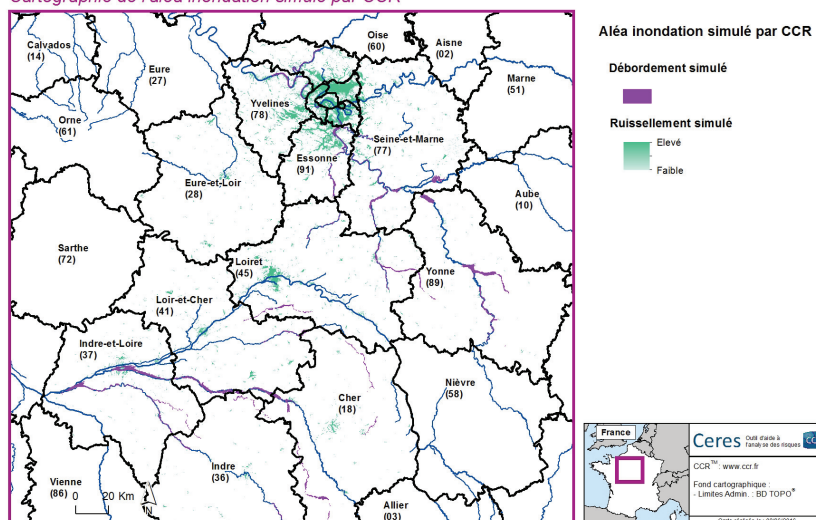 Cartographie de l'aléa inondation simulé par CCR
Calvados
(14)
Orne
(61)
Eure
(27)
Oise
(60)
Aisne
(02)
Marne
(51)
Yvelines
(78)
Seine-et-Marne
(77)
Essonne
(91)
Eure-et-Loir
(28)
Aube
(10)
Sarthe
(72)
Loiret
(45)
Yonne
(89)
Loir-et-Cher
(41)
Indre-et-Loire
(37)
Cher
(18)
Nièvre
(58)
Vienne
(86)
Indre
(36)
Allier
(03)
0 20 Km
N
Aléa inondation simulé par CCR
Débordement simulé
Ruissellement simulé
Elevé
Faible
France
Ceres Outil d'aide à
l'analyse des risques
CCR™ : www.ccr.fr
Fond cartographique :
- Limites Admin. : BD TOPO®